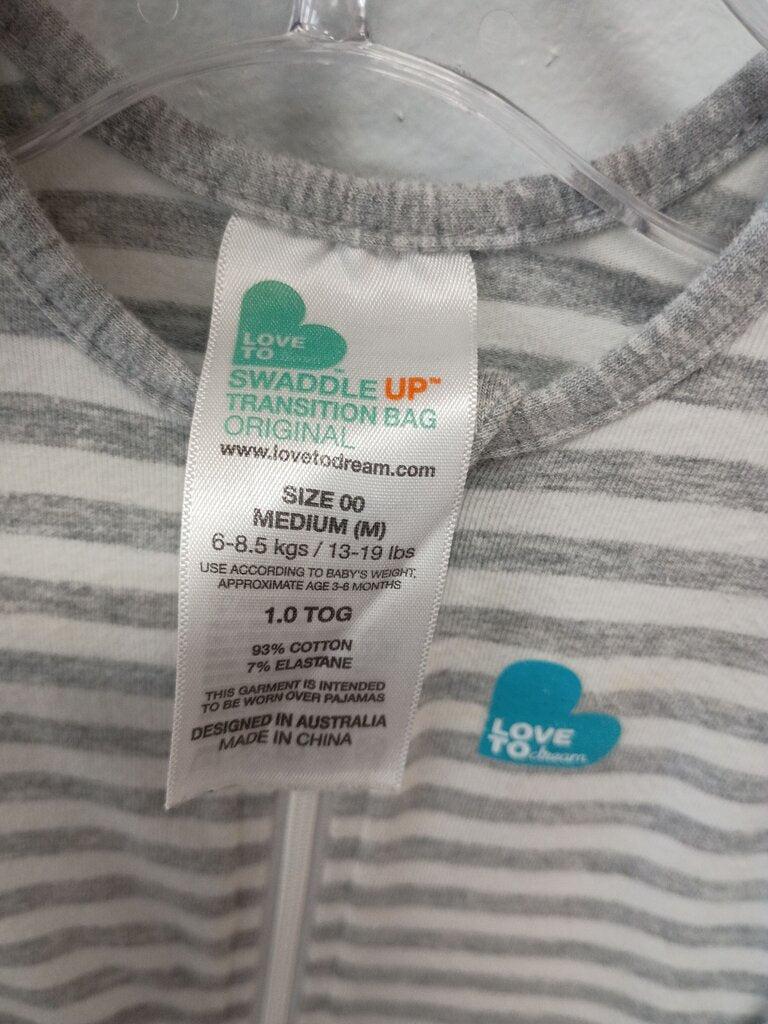 LOVE
TO
SWADDLE UP™
TRANSITION BAG
ORIGINAL
www.lovetodream.com
SIZE 00
MEDIUM (M)
6-8.5 kgs / 13-19 lbs
USE ACCORDING TO BABY'S WEIGHT,
APPROXIMATE AGE 3-6 MONTHS
1.0 TOG
93% COTTON
7% ELASTANE
THIS GARMENT IS INTENDED
TO BE WORN OVER PAJAMAS
DESIGNED IN AUSTRALIA
MADE IN CHINA
LOVE
TO dream